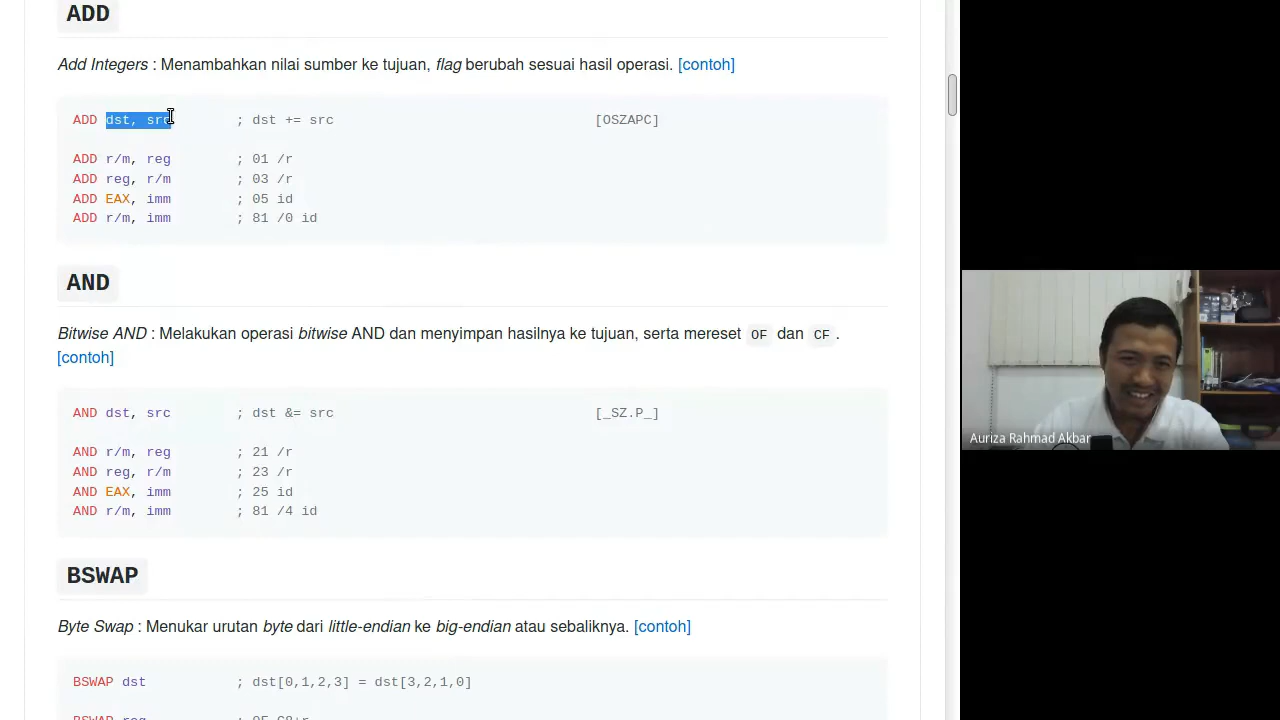 ADD
Add Integers : Menambahkan nilai sumber ke tujuan, flag berubah sesuai hasil operasi. [contoh]
ADD dst, src ; dst += src [OSZAPC]
ADD r/m, reg ; 01 /r
ADD reg, r/m ; 03 /r
ADD EAX, imm ; 05 id
ADD r/m, imm ; 81 /0 id
AND
Bitwise AND : Melakukan operasi bitwise AND dan menyimpan hasilnya ke tujuan, serta mereset OF dan CF .
[contoh]
AND dst, src ; dst &= src [_SZ.P_]
AND r/m, reg ; 21 /r
AND reg, r/m ; 23 /r
AND EAX, imm ; 25 id
AND r/m, imm ; 81 /4 id
BSWAP
Byte Swap : Menukar urutan byte dari little-endian ke big-endian atau sebaliknya. [contoh]
BSWAP dst ; dst[0,1,2,3] = dst[3,2,1,0]
BSWAP reg ; 0F C8+r
Auriza Rahmad Akbar